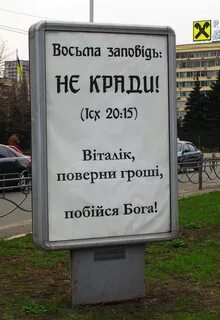 Восьма заповідь:
НЕ КРАДИ!
(Ісх 20:15)
Віталік,
поверни гроші,
побійся Бога!